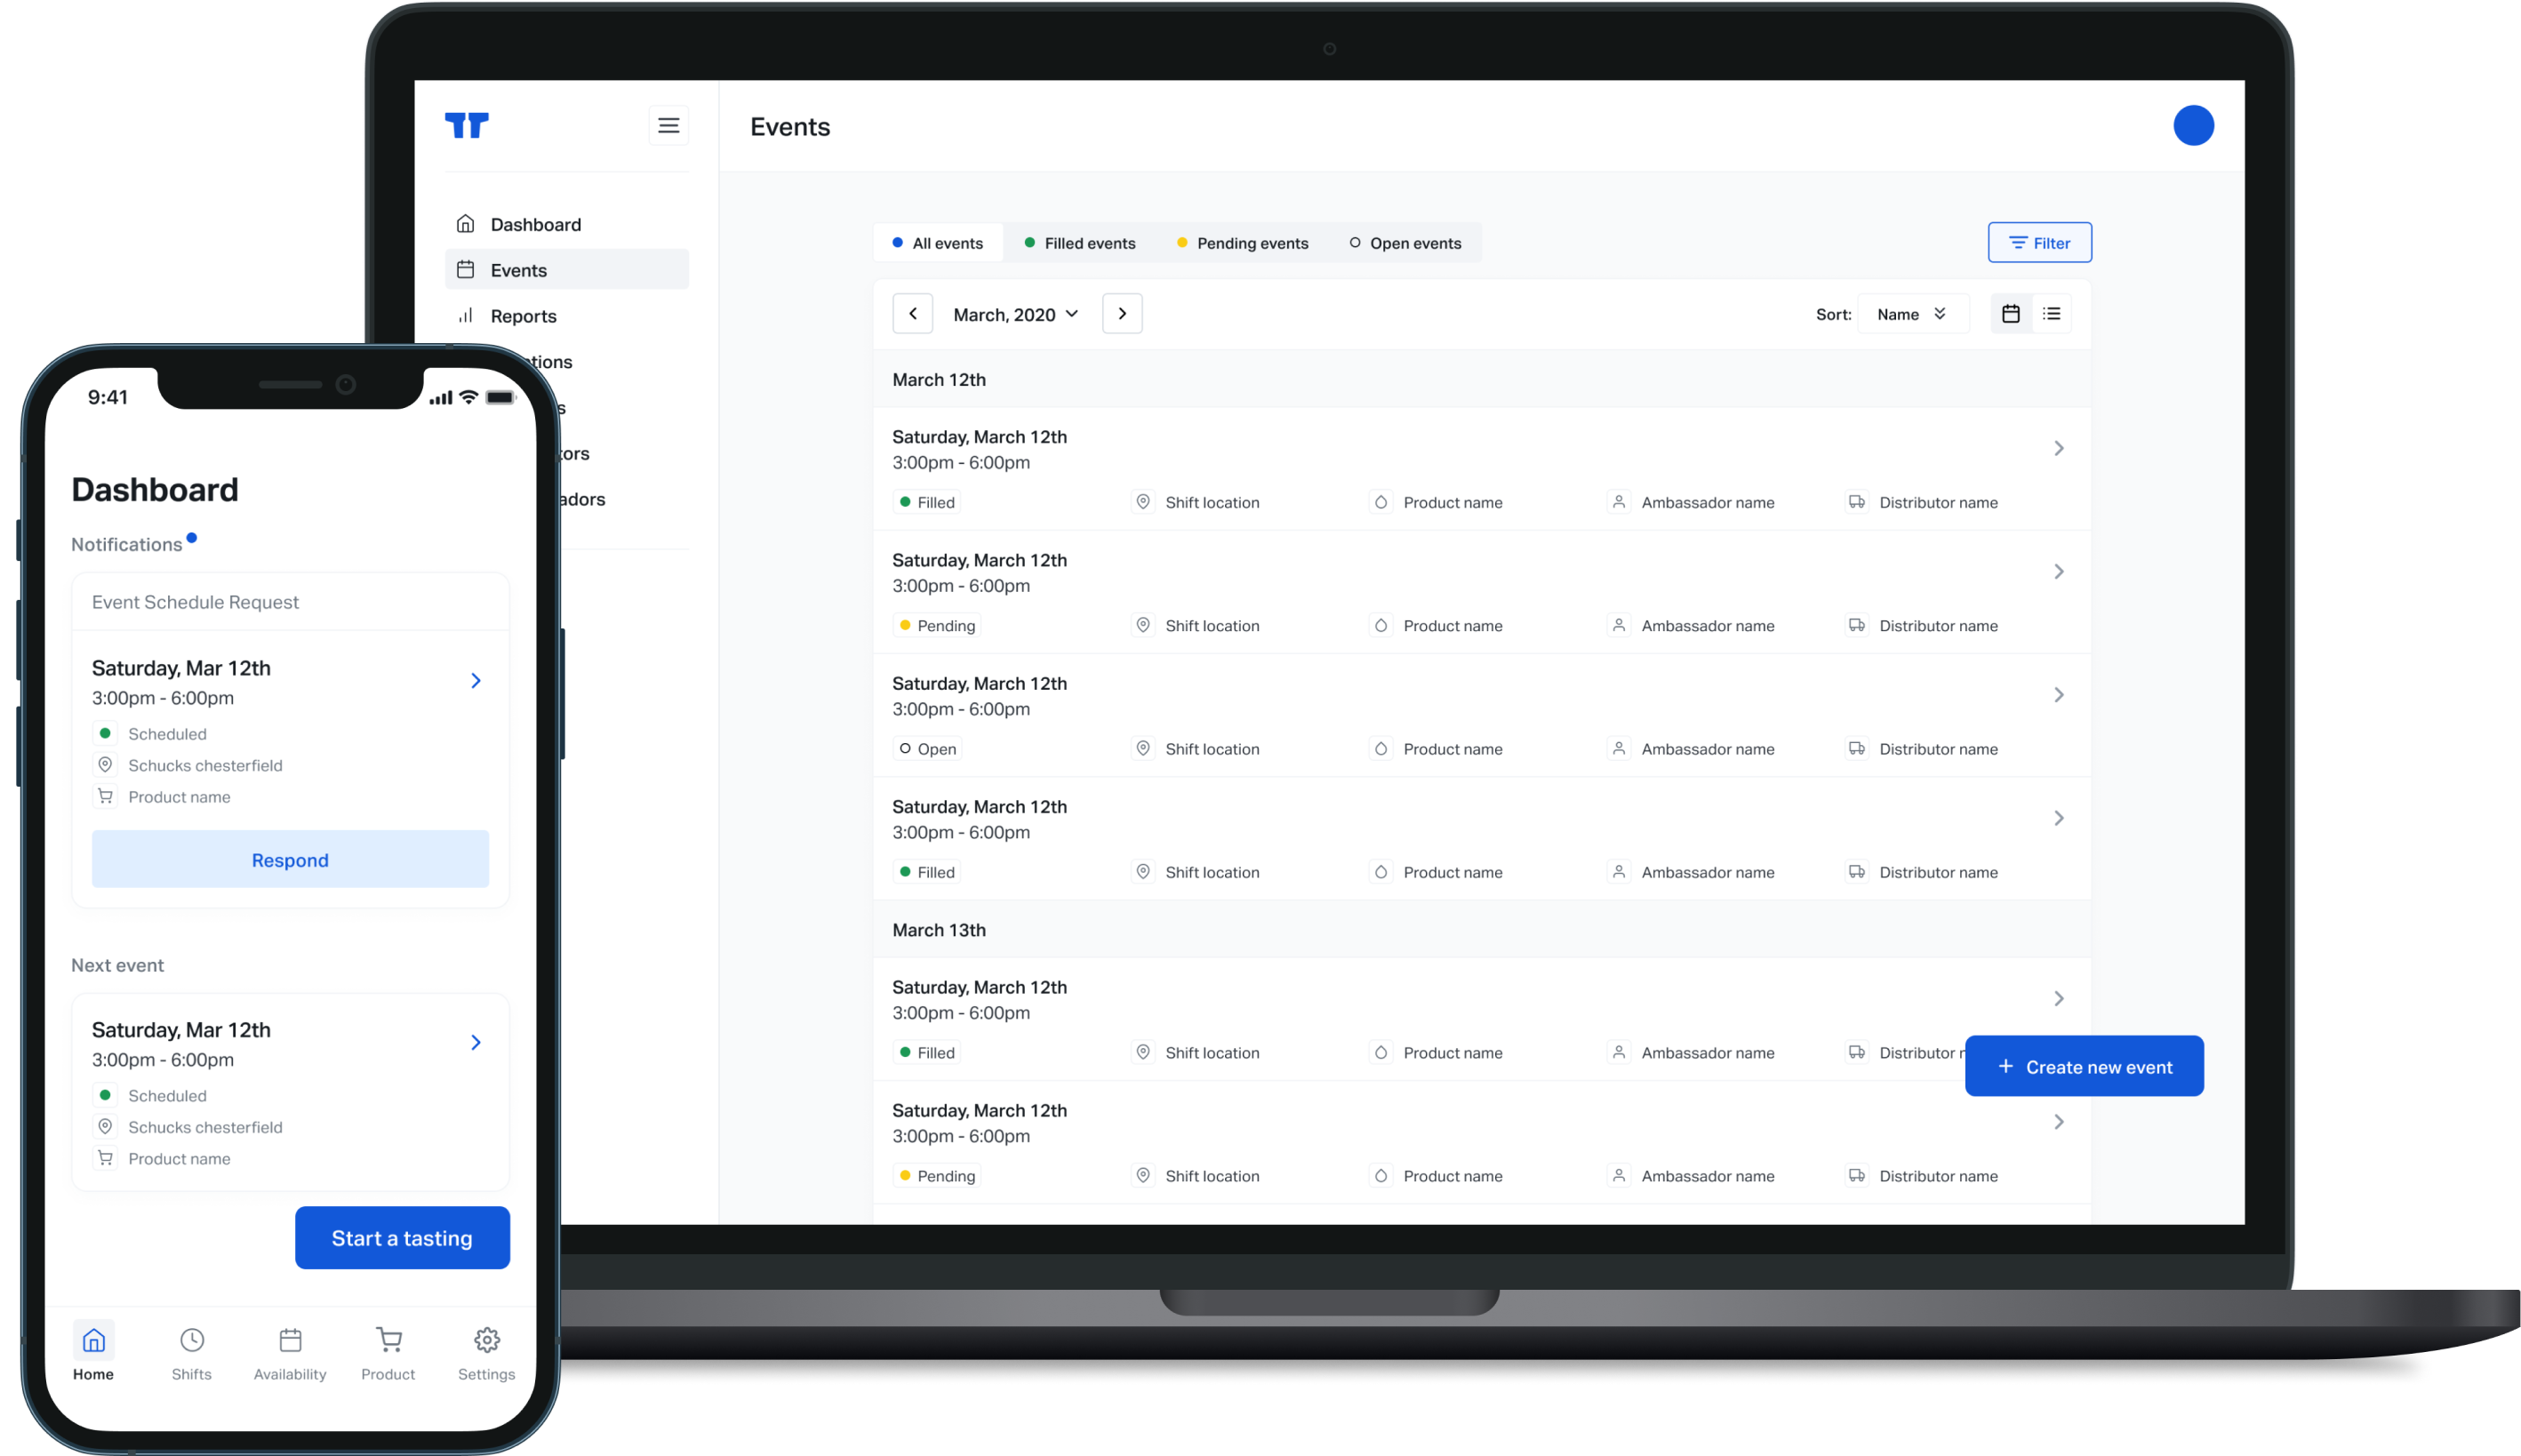 Events
Dashboard
Events
Reports
All events
Filled events
Pending events
Open events
Filter
March, 2020
Sort:
Name
March 12th
Saturday, March 12th
3:00pm - 6:00pm
Filled
Shift location
Product name
Ambassador name
Distributor name
Saturday, March 12th
3:00pm - 6:00pm
Pending
Shift location
Product name
Ambassador name
Distributor name
Saturday, March 12th
3:00pm - 6:00pm
Open
Shift location
Product name
Ambassador name
Distributor name
Saturday, March 12th
3:00pm - 6:00pm
Filled
Shift location
Product name
Ambassador name
Distributor name
March 13th
Saturday, March 12th
3:00pm - 6:00pm
Filled
Shift location
Product name
Ambassador name
Distributor
Create new event
Saturday, March 12th
3:00pm - 6:00pm
Pending
Shift location
Product name
Ambassador name
Distributor name
9:41
Dashboard
Notifications
Event Schedule Request
Saturday, Mar 12th
3:00pm - 6:00pm
Scheduled
Schucks chesterfield
Product name
Respond
Next event
Saturday, Mar 12th
3:00pm - 6:00pm
Scheduled
Schucks chesterfield
Product name
Start a tasting
Home
Shifts
Availability
Product
Settings